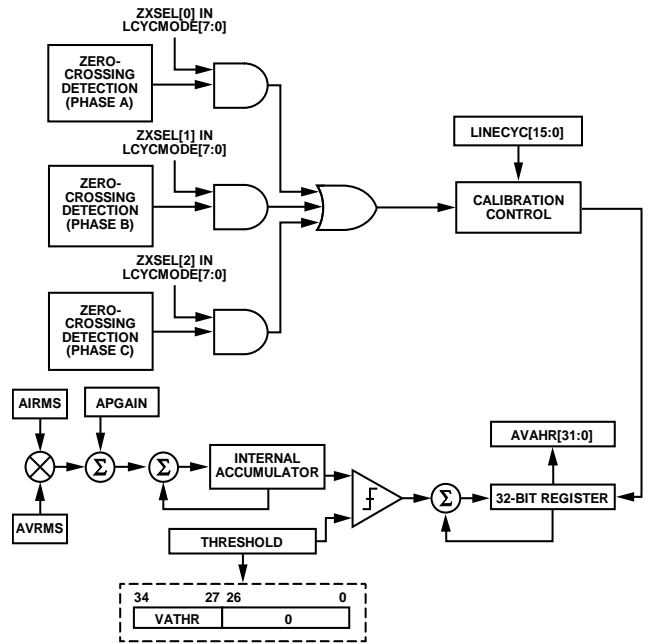 ZXSEL[0] IN
LCYCMODE[7:0]
ZERO-
CROSSING
DETECTION
(PHASE A)
ZXSEL[1] IN
LCYCMODE[7:0]
ZERO-
CROSSING
DETECTION
(PHASE B)
ZXSEL[2] IN
LCYCMODE[7:0]
ZERO-
CROSSING
DETECTION
(PHASE C)
LINECYC[15:0]
CALIBRATION
CONTROL
AIRMS
APGAIN
Σ
Σ
AVRMS
INTERNAL
ACCUMULATOR
THRESHOLD
34 27 26 0
VATHR 0
Σ
AVAHR[31:0]
32-BIT REGISTER